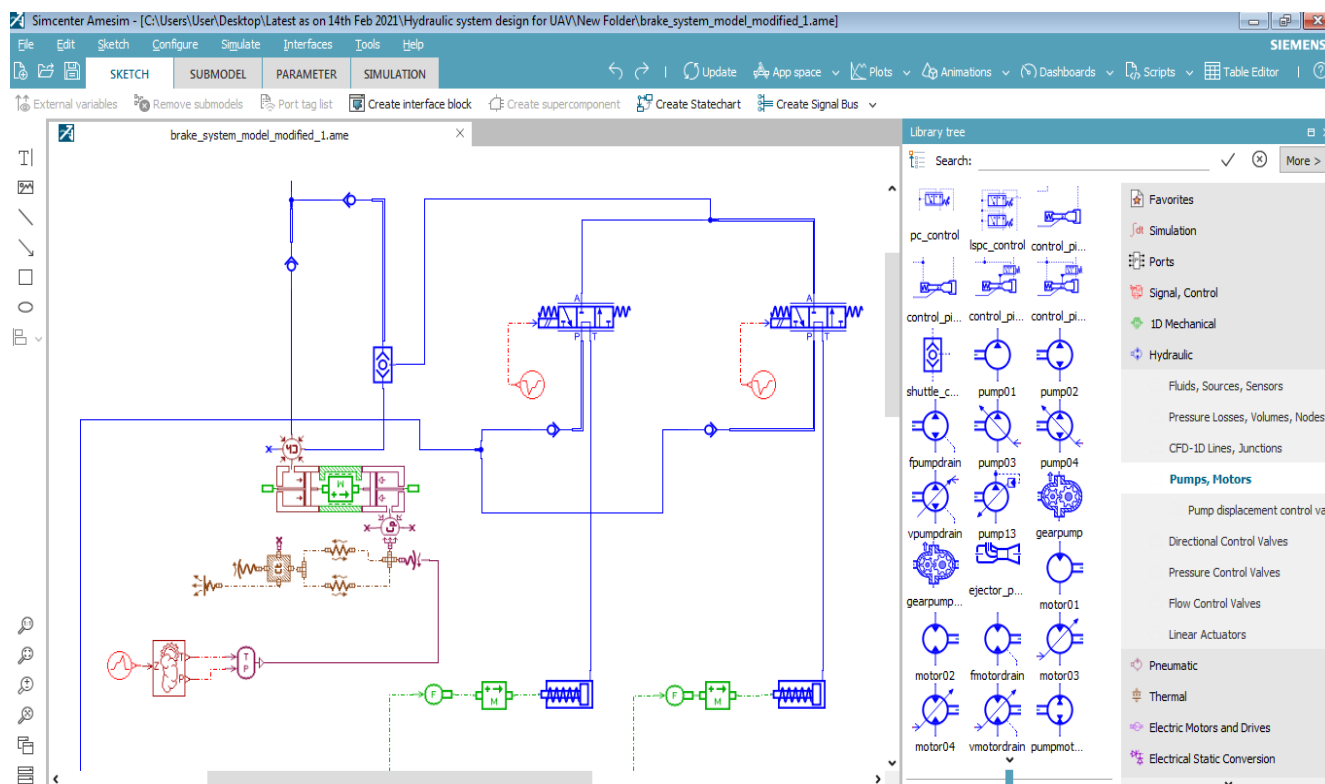 Simcenter Amesim - [C:\Users\User\Desktop\Latest as on 14th Feb 2021\Hydraulic system design for UAV\New Folder\brake_system_model_modified_1.ame]
File Edit Sketch Configure Simulate Interfaces Tools Help
SIEMENS
SKETCH SUBMODEL PARAMETER SIMULATION
Update App space Plots Animations Dashboards Scripts Table Editor
External variables Remove submodels Port tag list Create interface block Create supercomponent Create Statechart Create Signal Bus
brake_system_model_modified_1.ame
Library tree
Search:
More >
pc_control lspc_control control_pi...
control_pi... control_pi... control_pi...
shuttle_c... pump01 pump02
fpumpdrain pump03 pump04
vpumpdrain pump13 gearpump
gearpump... ejector_p... motor01
motor02 fmotordrain motor03
motor04 vmotordrain pumpmot...
Favorites
Simulation
Ports
Signal, Control
1D Mechanical
Hydraulic
Fluids, Sources, Sensors
Pressure Losses, Volumes, Nodes
CFD-1D Lines, Junctions
Pumps, Motors
Pump displacement control va
Directional Control Valves
Pressure Control Valves
Flow Control Valves
Linear Actuators
Pneumatic
Thermal
Electric Motors and Drives
Electrical Static Conversion
A A
P T P T
M
T
P
F M F M